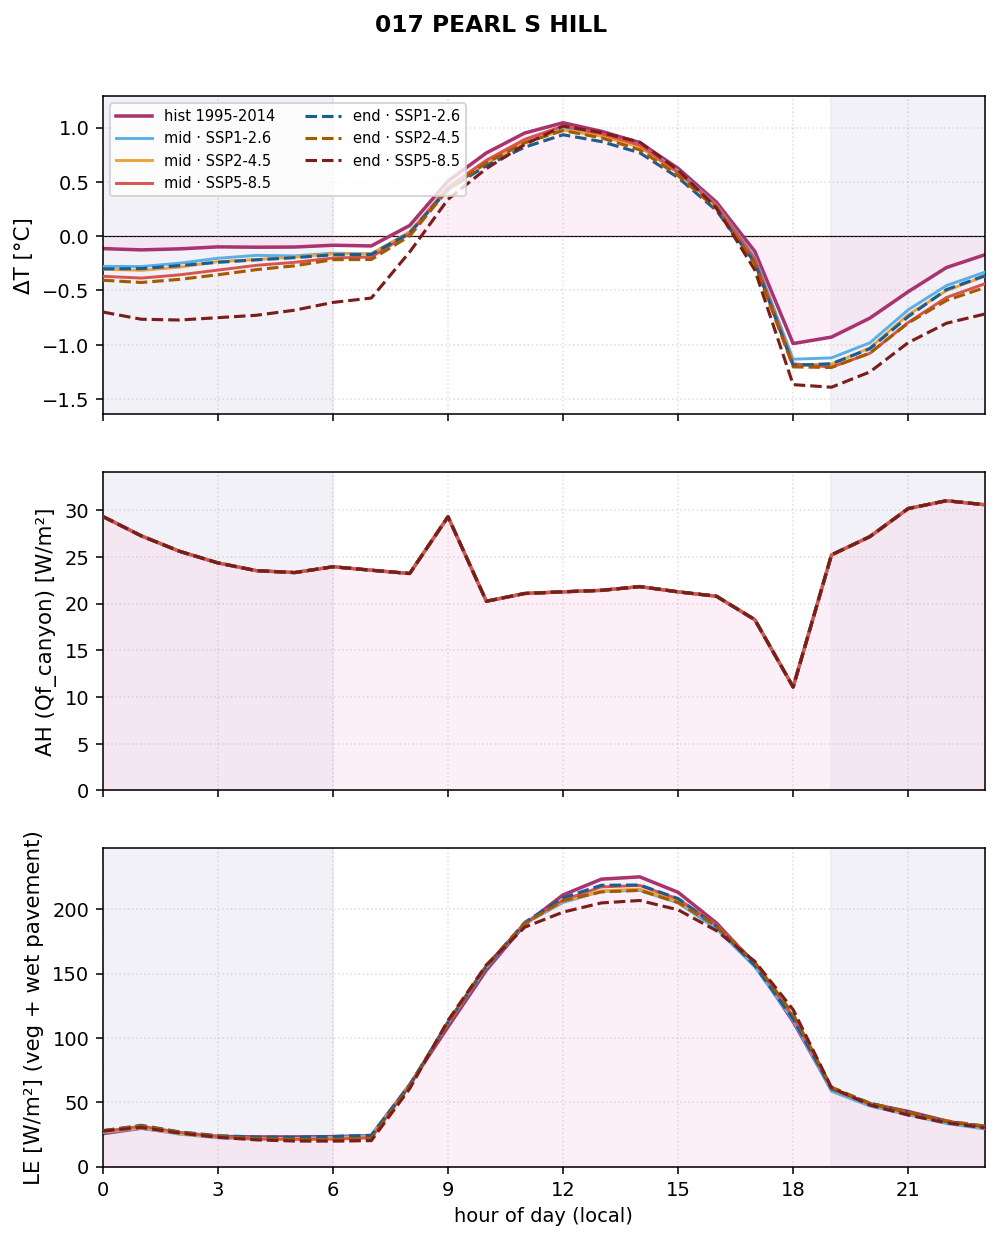 017 PEARL S HILL
hist 1995-2014
mid · SSP1-2.6
mid · SSP2-4.5
mid · SSP5-8.5
end · SSP1-2.6
end · SSP2-4.5
end · SSP5-8.5
ΔT [°C]
1.0
0.5
0.0
−0.5
−1.0
−1.5
AH (Qf_canyon) [W/m²]
30
25
20
15
10
5
0
LE [W/m²] (veg + wet pavement)
200
150
100
50
0
0 3 6 9 12 15 18 21
hour of day (local)